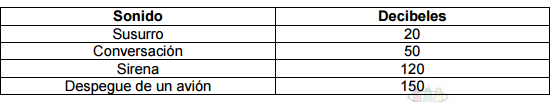 Sonido Decibeles
Susurro 20
Conversación 50
Sirena 120
Despegue de un avión 150